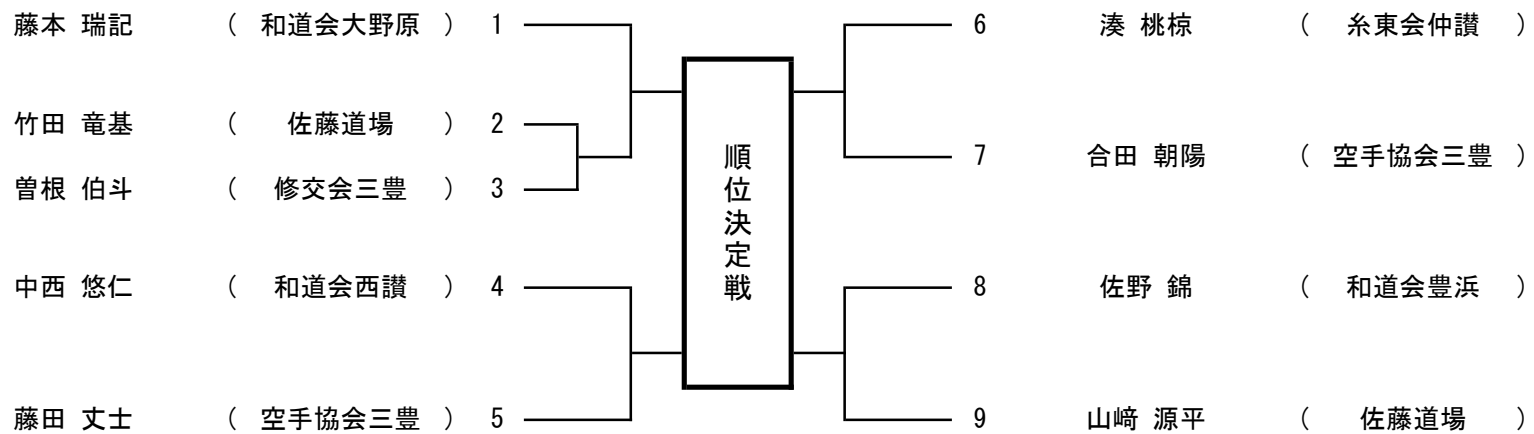 藤本 瑞記 ( 和道会大野原 ) 1
竹田 竜基 ( 佐藤道場 ) 2
曽根 伯斗 ( 修交会三豊 ) 3
中西 悠仁 ( 和道会西讃 ) 4
藤田 丈士 ( 空手協会三豊 ) 5
順位決定戦
6 湊 桃椋 ( 糸東会仲讃 )
7 合田 朝陽 ( 空手協会三豊 )
8 佐野 錦 ( 和道会豊浜 )
9 山﨑 源平 ( 佐藤道場 )